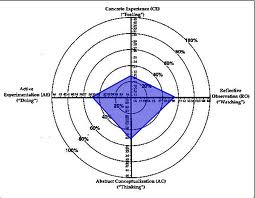 Concrete Experience (CE)
("Feeling")
100%
80%
60%
40%
20%
Active
Experimentation (AE)
("Doing")
Reflective
Observation (RO)
("Watching")
20%
40%
60%
80%
100%
Abstract Conceptualization (AC)
("Thinking")